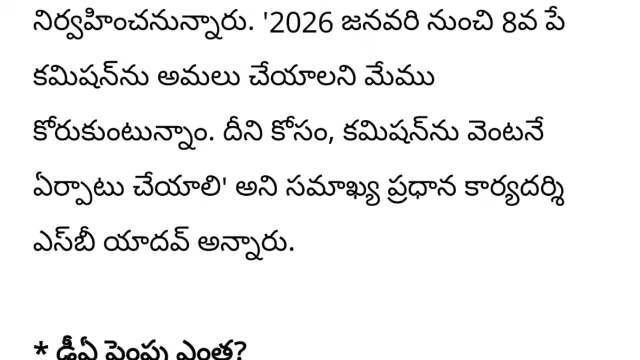 నిర్వహించనున్నారు. '2026 జనవరి నుంచి 8వ పే
కమిషన్‌ను అమలు చేయాలని మేము
కోరుకుంటున్నాం. దీని కోసం, కమిషన్‌ను వెంటనే
ఏర్పాటు చేయాలి' అని సమాఖ్య ప్రధాన కార్యదర్శి
ఎస్‌బీ యాదవ్ అన్నారు.
* డీఏ పెంపు ఎంత?